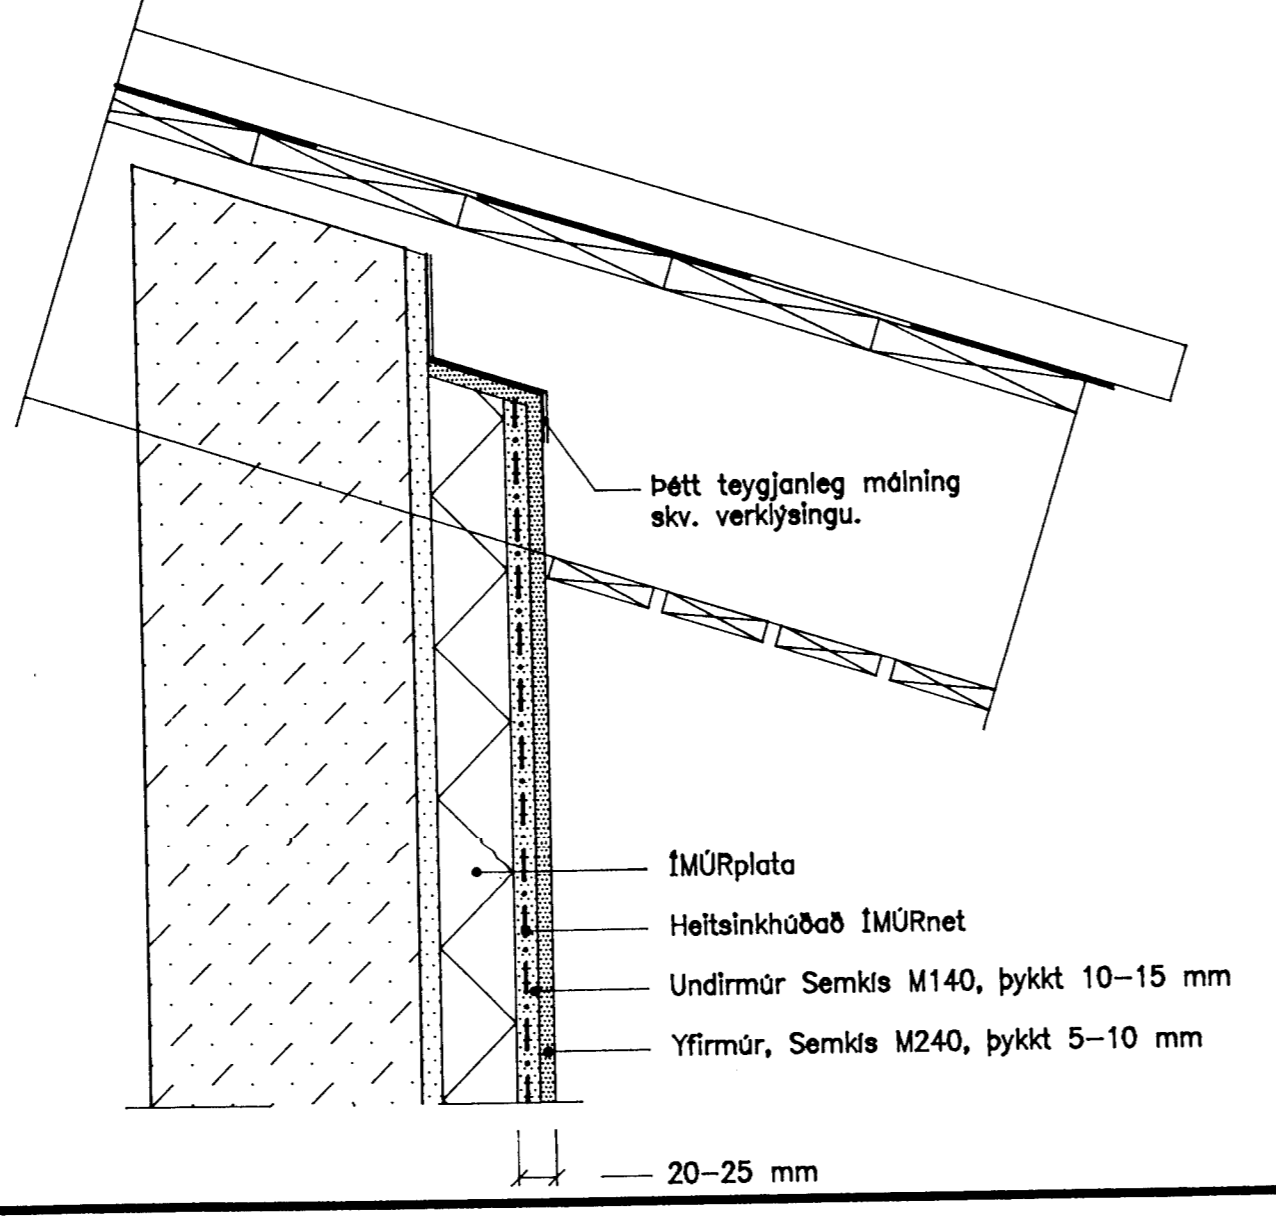 Þétt teygjanleg málning
skv. verklýsingu.
ÍMÚRplata
Heitsinkhúðað ÍMÚRnet
Undirmúr Semkís M140, þykkt 10–15 mm
Yfirmúr, Semkís M240, þykkt 5–10 mm
20–25 mm